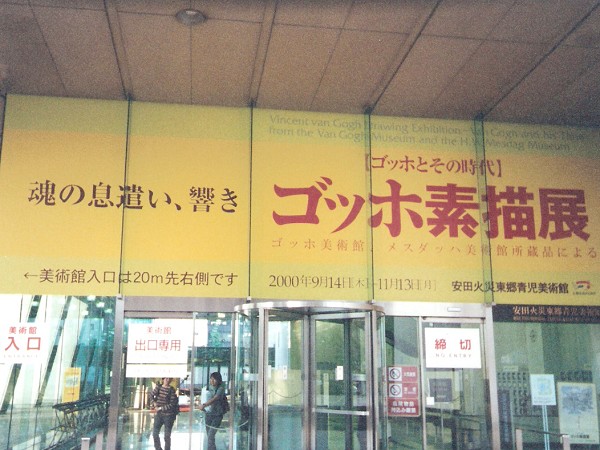 Vincent van Gogh Drawing Exhibition - Van Gogh and his Time
from the Van Gogh Museum and the H.W. Mesdag Museum
【ゴッホとその時代】
魂の息遣い、響き
ゴッホ素描展
ゴッホ美術館、メスダッハ美術館所蔵品による
←美術館入口は20m先右側です
2000年9月14日[木]-11月13日[月]
安田火災東郷青児美術館
安田火災東郷青児美術館
美術館
入口
美術館
出口専用
締切
NO ENTRY